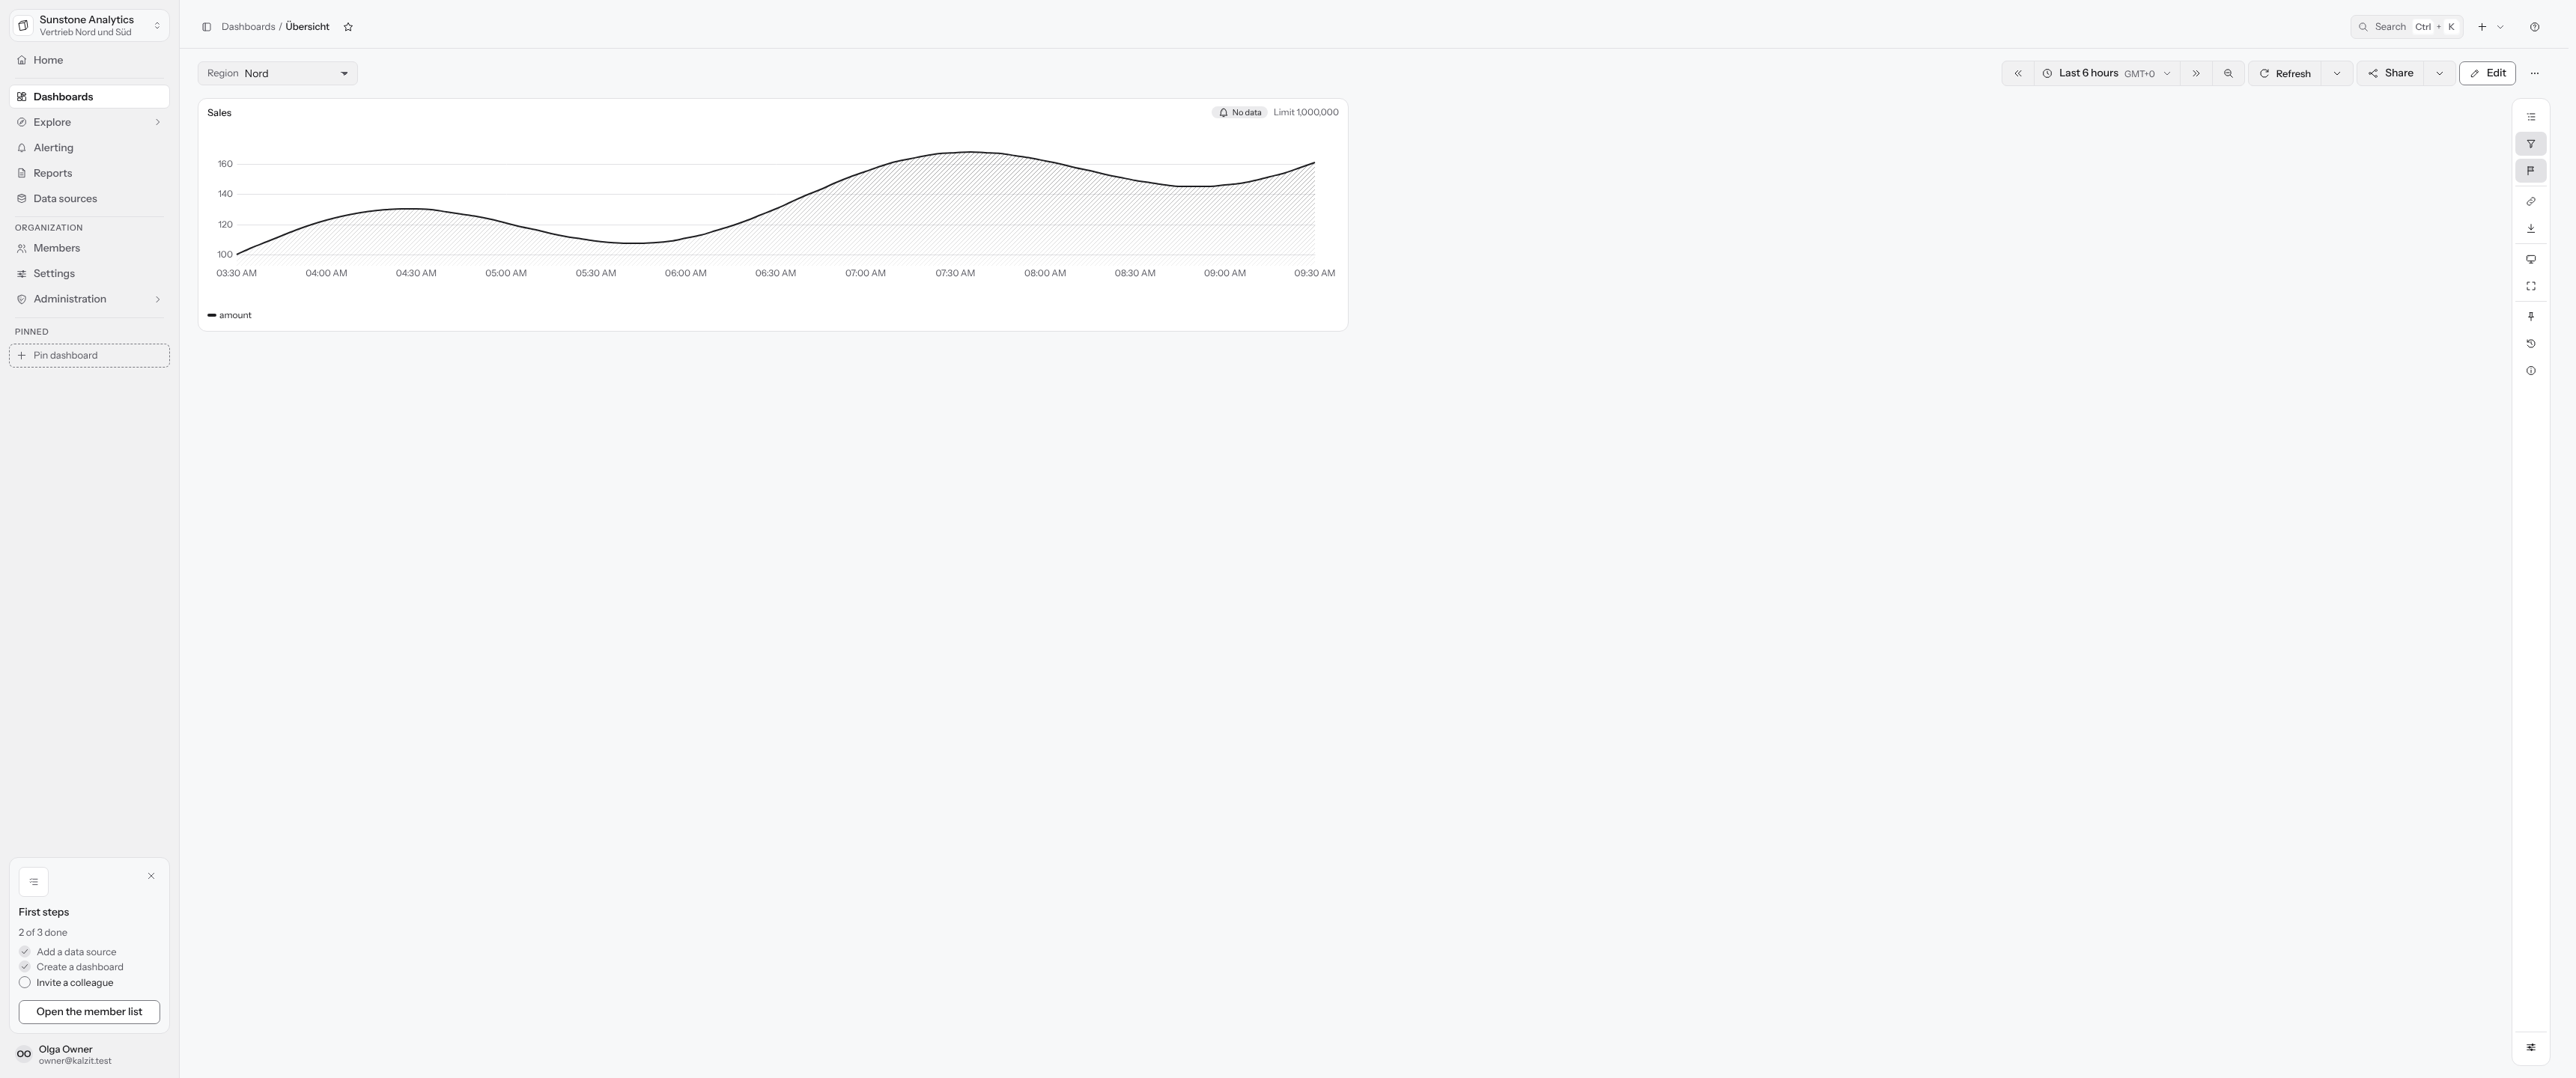 Sunstone Analytics
Vertrieb Nord und Süd
Home
Dashboards
Explore
Alerting
Reports
Data sources
ORGANIZATION
Members
Settings
Administration
PINNED
Pin dashboard
First steps
2 of 3 done
Add a data source
Create a dashboard
Invite a colleague
Open the member list
OO
Olga Owner
owner@kalzit.test
Dashboards / Übersicht
Search Ctrl + K
Region Nord
Last 6 hours GMT+0
Refresh
Share
Edit
Sales
No data Limit 1,000,000
160
140
120
100
03:30 AM 04:00 AM 04:30 AM 05:00 AM 05:30 AM 06:00 AM 06:30 AM 07:00 AM 07:30 AM 08:00 AM 08:30 AM 09:00 AM 09:30 AM
amount